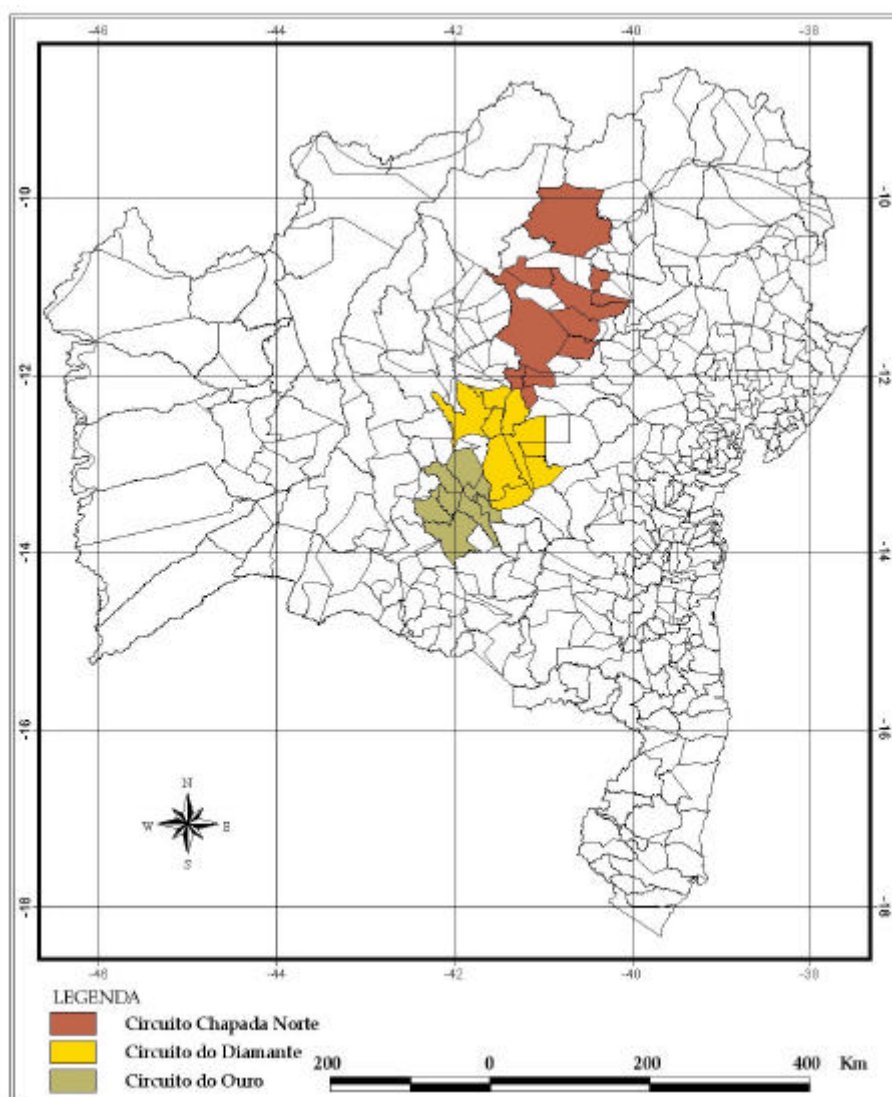 -46 -44 -42 -40 -38
-10 -10
-12 -12
-14 -14
-16 -16
-18 -18
N
W E
S
-46 -44 -42 -40 -38
LEGENDA
Circuito Chapada Norte
Circuito do Diamante
Circuito do Ouro
200 0 200 400 Km